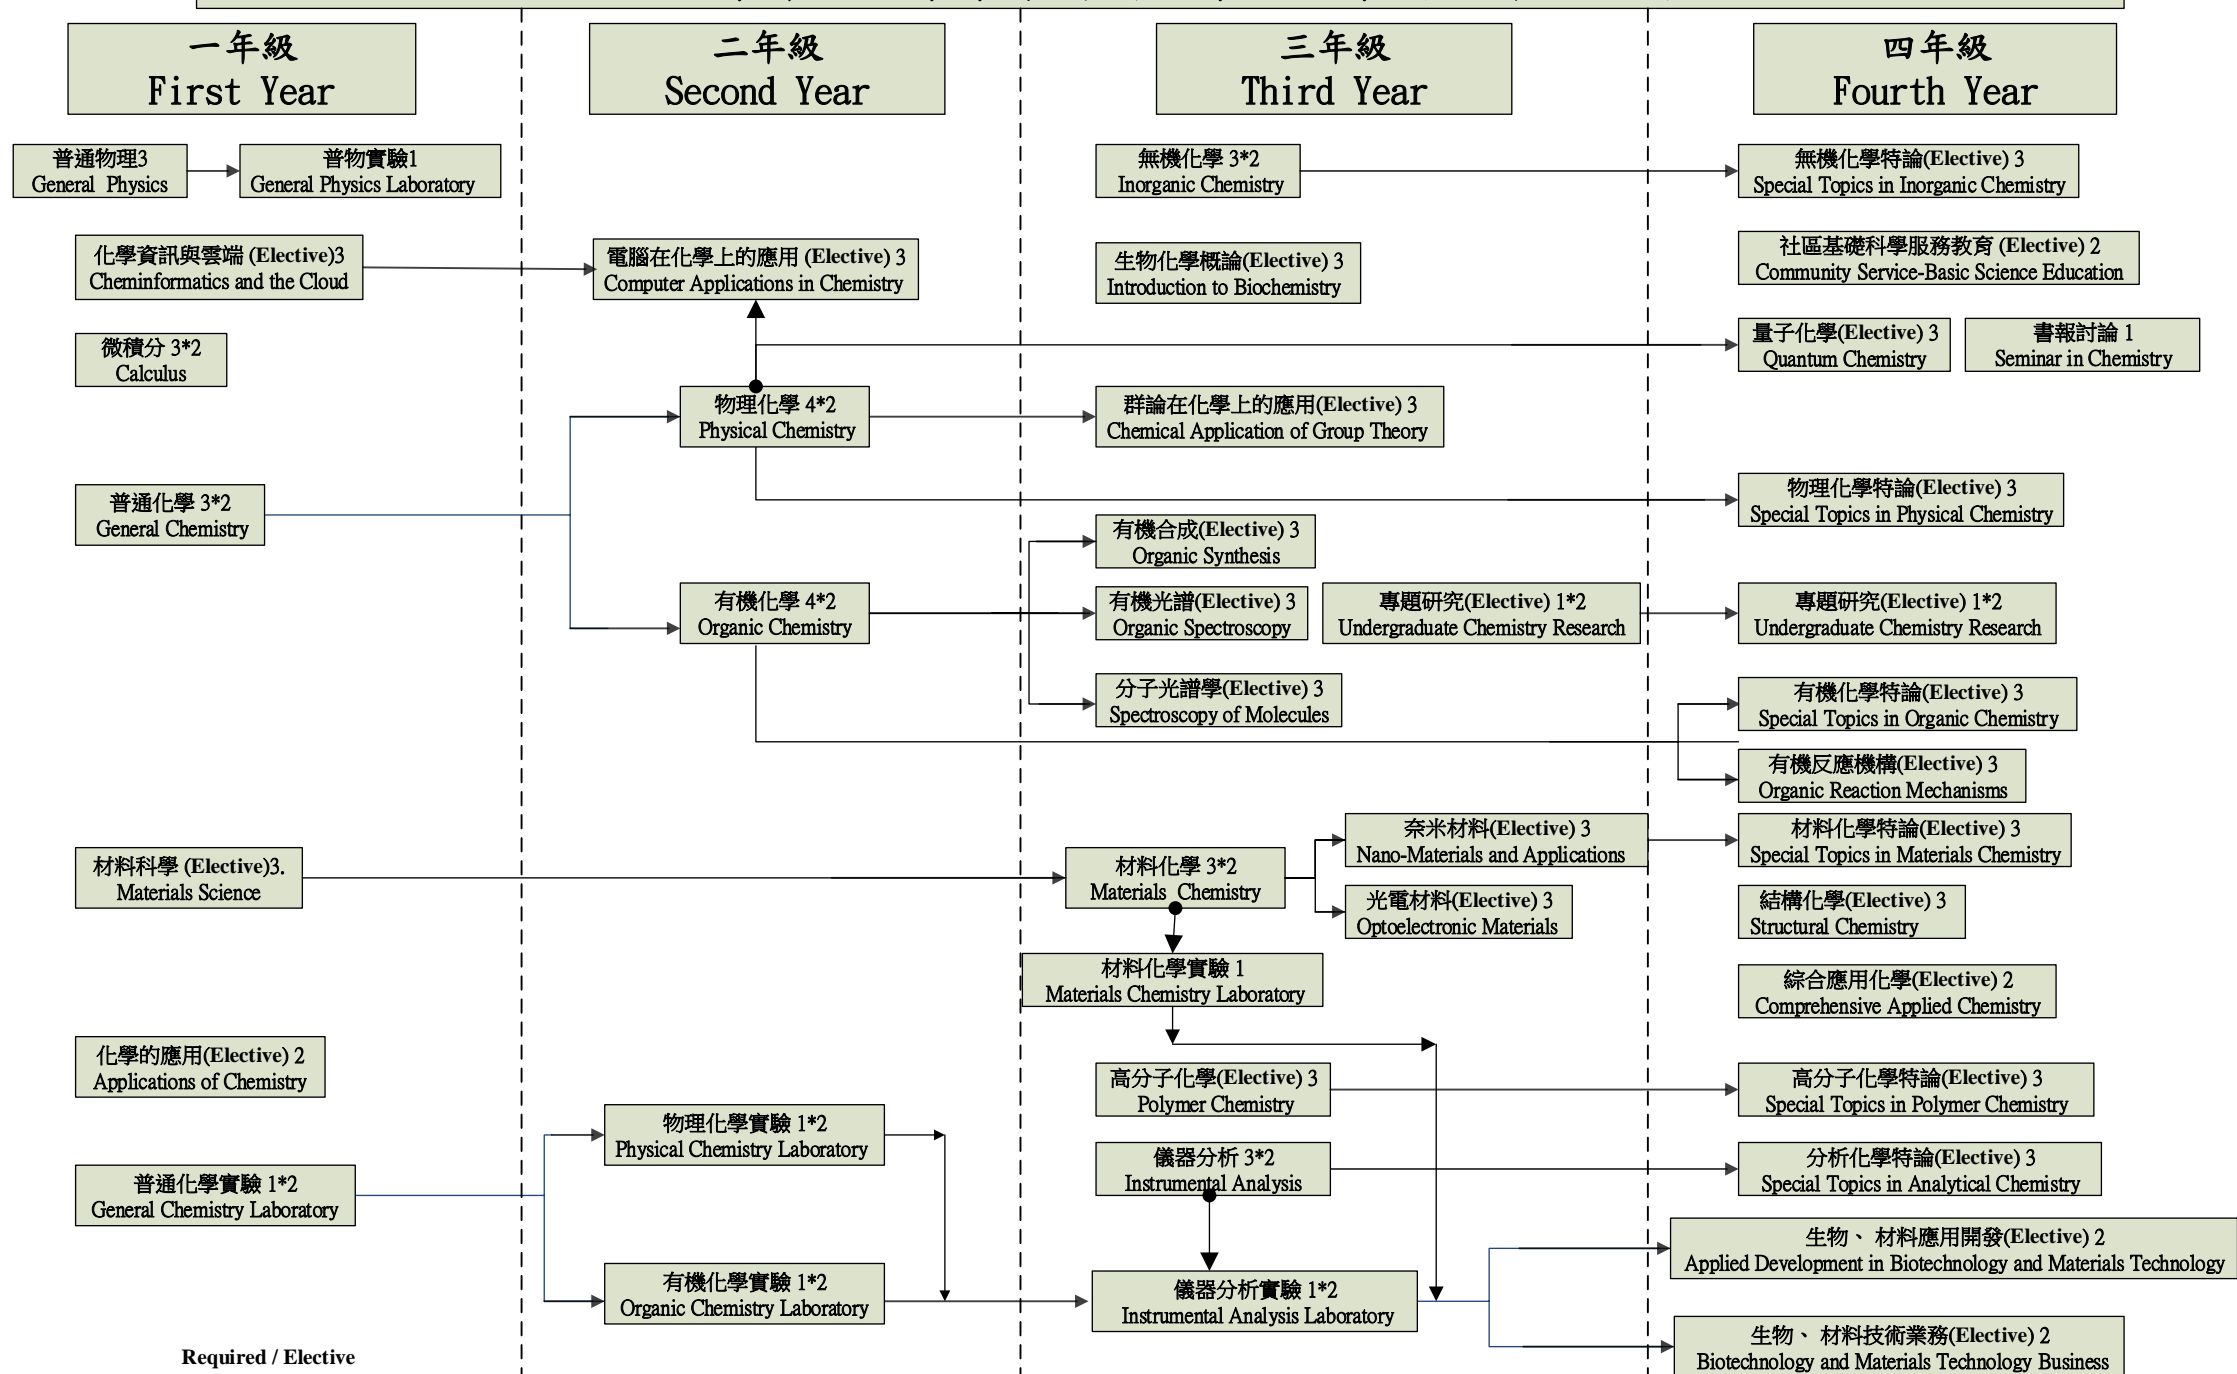 一年級
First Year
二年級
Second Year
三年級
Third Year
四年級
Fourth Year
普通物理3
General Physics
普物實驗1
General Physics Laboratory
無機化學 3*2
Inorganic Chemistry
無機化學特論(Elective) 3
Special Topics in Inorganic Chemistry
化學資訊與雲端 (Elective)3
Cheminformatics and the Cloud
電腦在化學上的應用 (Elective) 3
Computer Applications in Chemistry
生物化學概論(Elective) 3
Introduction to Biochemistry
社區基礎科學服務教育 (Elective) 2
Community Service-Basic Science Education
微積分 3*2
Calculus
量子化學(Elective) 3
Quantum Chemistry
書報討論 1
Seminar in Chemistry
物理化學 4*2
Physical Chemistry
群論在化學上的應用(Elective) 3
Chemical Application of Group Theory
普通化學 3*2
General Chemistry
物理化學特論(Elective) 3
Special Topics in Physical Chemistry
有機合成(Elective) 3
Organic Synthesis
有機化學 4*2
Organic Chemistry
有機光譜(Elective) 3
Organic Spectroscopy
專題研究(Elective) 1*2
Undergraduate Chemistry Research
專題研究(Elective) 1*2
Undergraduate Chemistry Research
分子光譜學(Elective) 3
Spectroscopy of Molecules
有機化學特論(Elective) 3
Special Topics in Organic Chemistry
有機反應機構(Elective) 3
Organic Reaction Mechanisms
材料科學 (Elective)3.
Materials Science
材料化學 3*2
Materials Chemistry
奈米材料(Elective) 3
Nano-Materials and Applications
材料化學特論(Elective) 3
Special Topics in Materials Chemistry
光電材料(Elective) 3
Optoelectronic Materials
結構化學(Elective) 3
Structural Chemistry
材料化學實驗 1
Materials Chemistry Laboratory
綜合應用化學(Elective) 2
Comprehensive Applied Chemistry
化學的應用(Elective) 2
Applications of Chemistry
高分子化學(Elective) 3
Polymer Chemistry
高分子化學特論(Elective) 3
Special Topics in Polymer Chemistry
物理化學實驗 1*2
Physical Chemistry Laboratory
儀器分析 3*2
Instrumental Analysis
分析化學特論(Elective) 3
Special Topics in Analytical Chemistry
普通化學實驗 1*2
General Chemistry Laboratory
生物、 材料應用開發(Elective) 2
Applied Development in Biotechnology and Materials Technology
有機化學實驗 1*2
Organic Chemistry Laboratory
儀器分析實驗 1*2
Instrumental Analysis Laboratory
生物、 材料技術業務(Elective) 2
Biotechnology and Materials Technology Business
Required / Elective